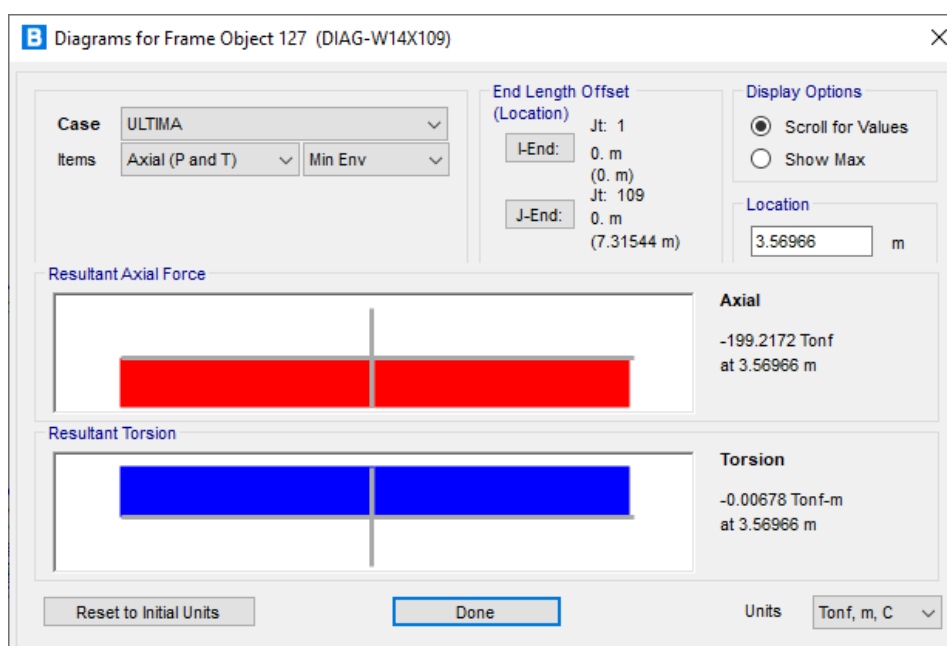 B Diagrams for Frame Object 127 (DIAG-W14X109)
Case ULTIMA
Items Axial (P and T) Min Env
End Length Offset
(Location)
I-End:
Jt: 1
0. m
(0. m)
J-End:
Jt: 109
0. m
(7.31544 m)
Display Options
Scroll for Values
Show Max
Location
3.56966 m
Resultant Axial Force
Axial
-199.2172 Tonf
at 3.56966 m
Resultant Torsion
Torsion
-0.00678 Tonf-m
at 3.56966 m
Reset to Initial Units
Done
Units Tonf, m, C